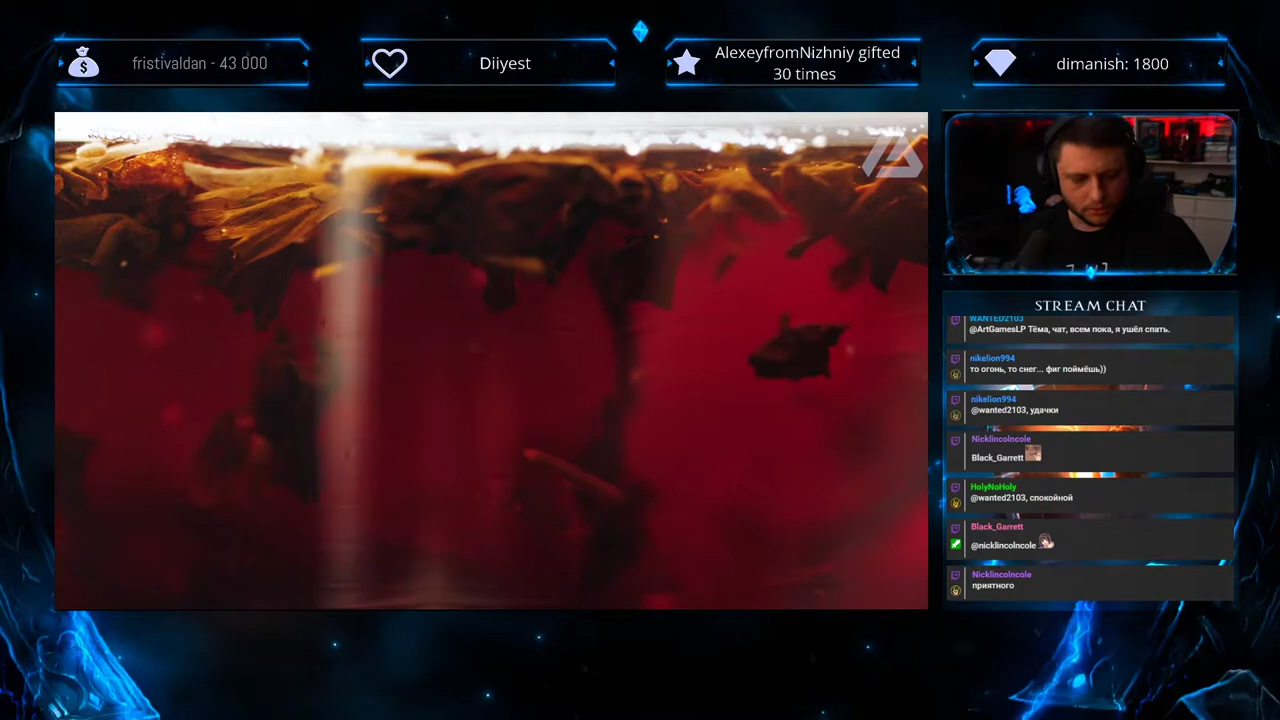 fristivaldan - 43 000
Diiyest
AlexeyfromNizhniy gifted
30 times
dimanish: 1800
STREAM CHAT
WANTED2103
@ArtGamesLP Тёма, чат, всем пока, я ушёл спать.
nikelion994
то огонь, то снег... фиг поймёшь))
nikelion994
@wanted2103, удачки
Nicklincolncole
Black_Garrett
HolyNoHoly
@wanted2103, спокойной
Black_Garrett
@nicklincolncole
Nicklincolncole
приятного